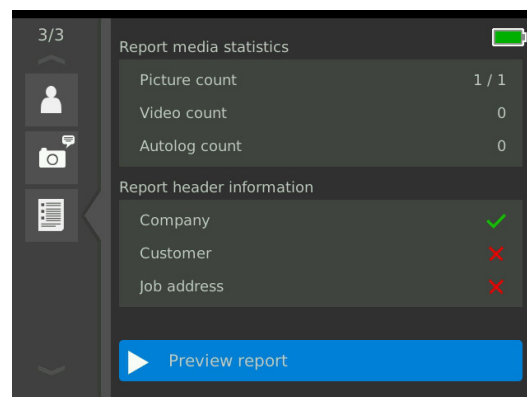 3/3
Report media statistics
Picture count 1 / 1
Video count 0
Autolog count 0
Report header information
Company
Customer
Job address
Preview report